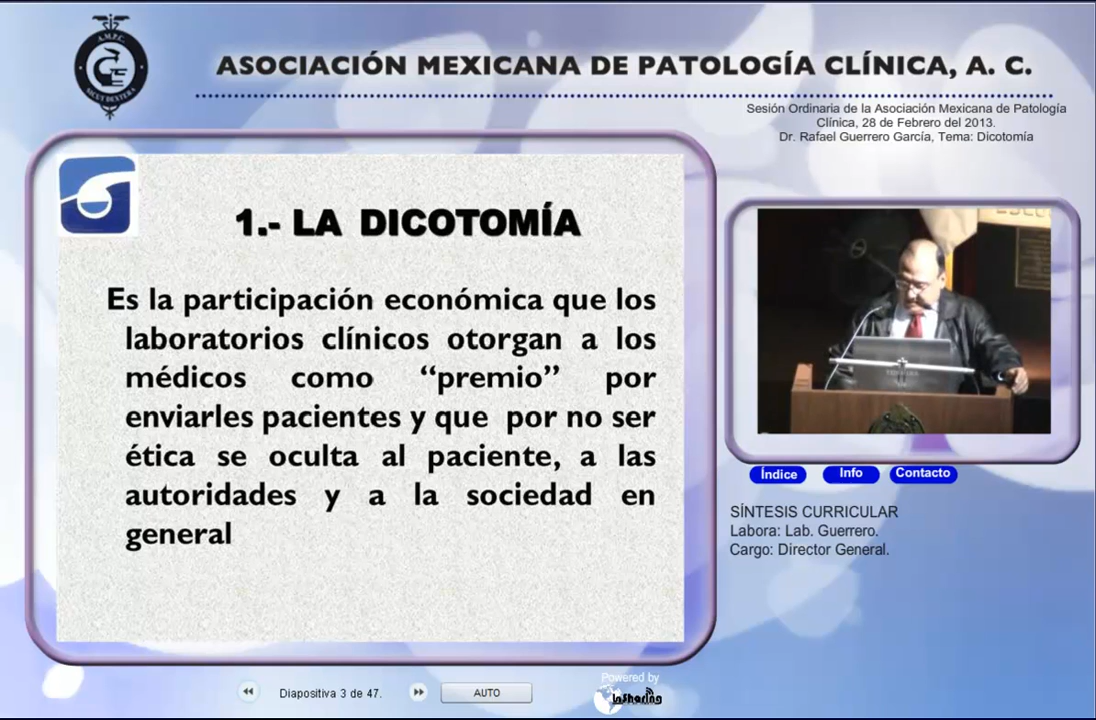 A.M.P.C.
SICUT DEXTERA
ASOCIACIÓN MEXICANA DE PATOLOGÍA CLÍNICA, A. C.
Sesión Ordinaria de la Asociación Mexicana de Patología
Clínica, 28 de Febrero del 2013.
Dr. Rafael Guerrero García, Tema: Dicotomía
1.- LA DICOTOMÍA
Es la participación económica que los
laboratorios clínicos otorgan a los
médicos como “premio” por
enviarles pacientes y que por no ser
ética se oculta al paciente, a las
autoridades y a la sociedad en
general
Índice
Info
Contacto
SÍNTESIS CURRICULAR
Labora: Lab. Guerrero.
Cargo: Director General.
Diapositiva 3 de 47.
AUTO
Powered by
InSharing